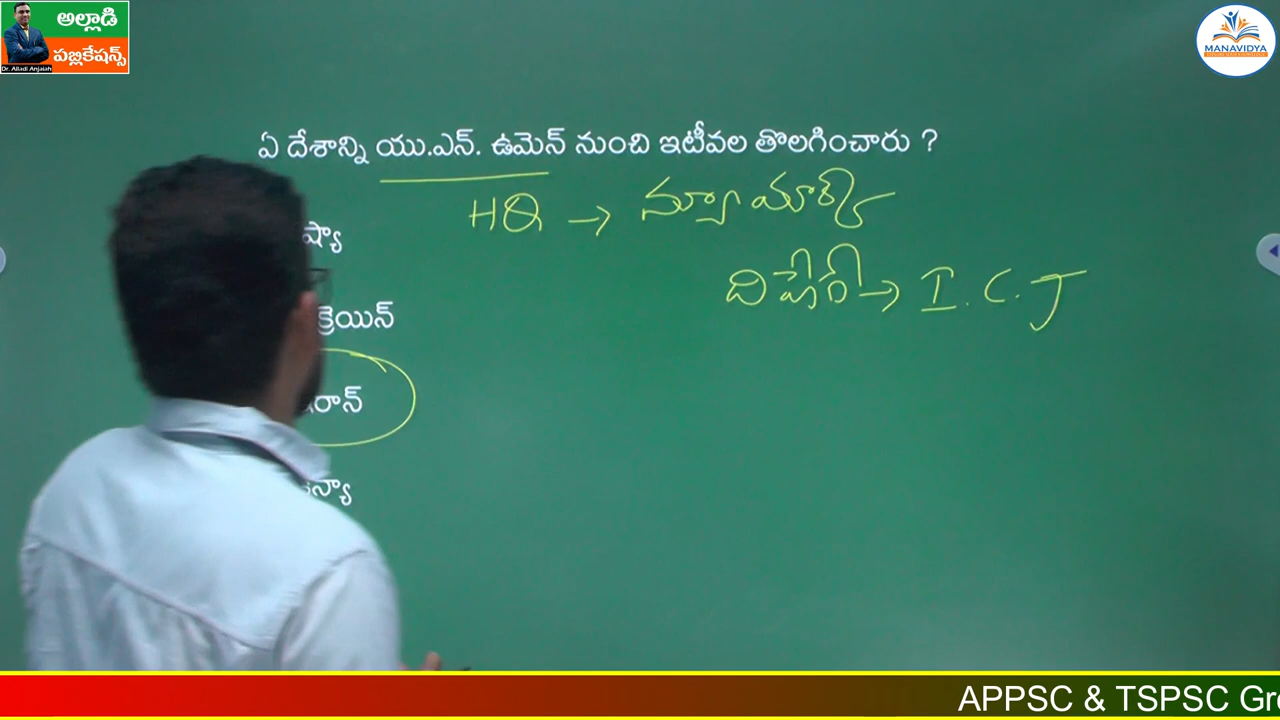 అల్లాడి
పబ్లికేషన్స్
Dr. Alladi Anjaiah
MANAVIDYA
ఏ దేశాన్ని యు.ఎన్. ఉమెన్ నుంచి ఇటీవల తొలగించారు ?
HQ → న్యూయార్క్
ది హేగ్ → I.C.J
ష్యా
క్రెయిన్
రాన్
న్యా
APPSC & TSPSC Gr